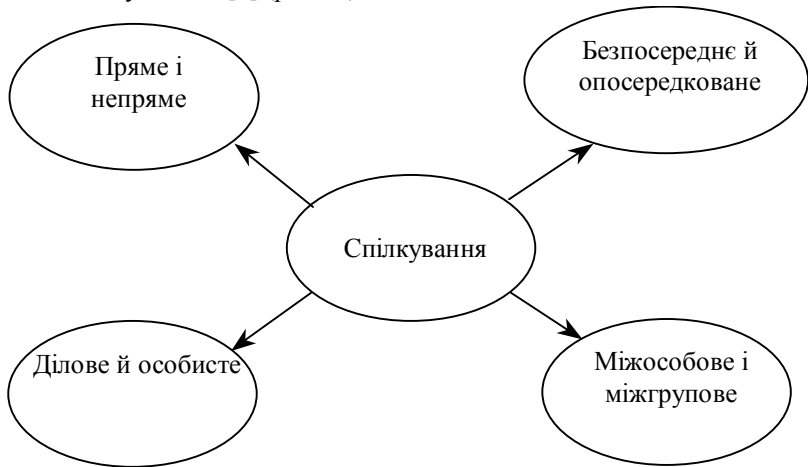 Пряме і
непряме
Безпосереднє й
опосередковане
Спілкування
Ділове й особисте
Міжособове і
міжгрупове